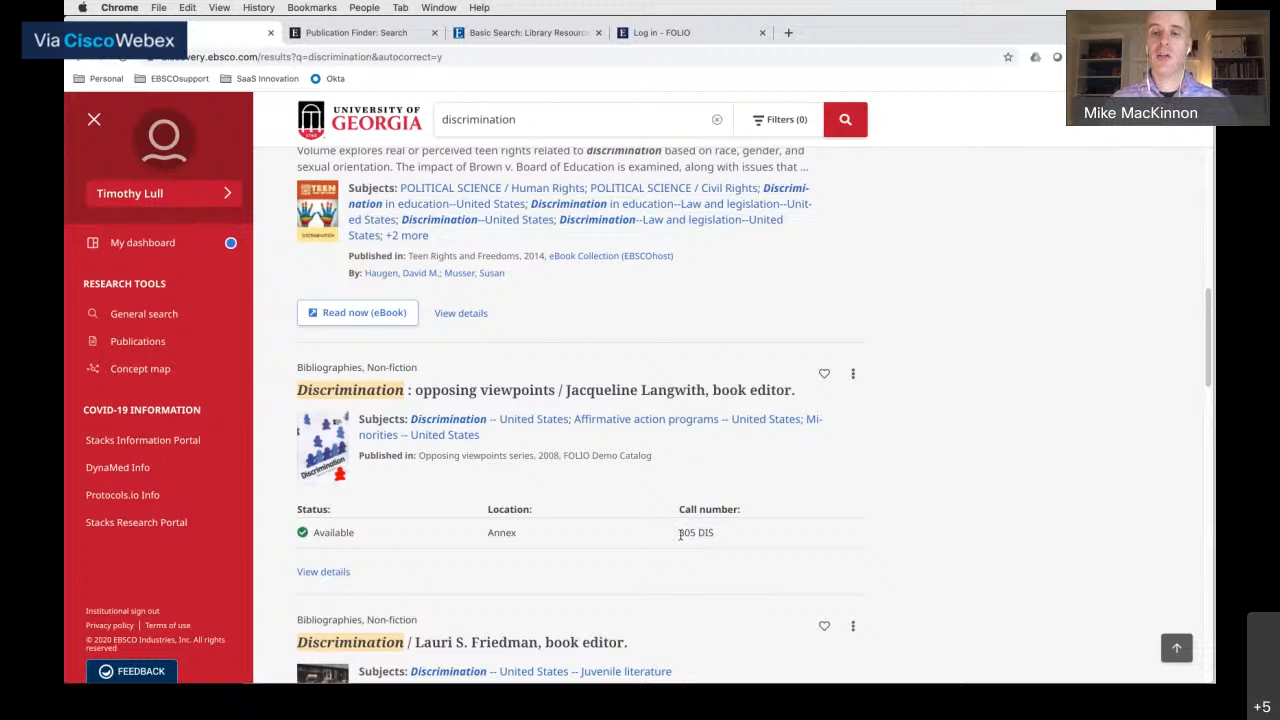 Chrome File Edit View History Bookmarks People Tab Window Help
Via Cisco Webex
Publication Finder: Search
Basic Search: Library Resource
Log in - FOLIO
overy.ebsco.com/results?q=discrimination&autocorrect=y
Personal EBSCOsupport SaaS Innovation Okta
Mike MacKinnon
UNIVERSITY OF
GEORGIA
discrimination
Filters (0)
Timothy Lull
My dashboard
RESEARCH TOOLS
General search
Publications
Concept map
COVID-19 INFORMATION
Stacks Information Portal
DynaMed Info
Protocols.io Info
Stacks Research Portal
Institutional sign out
Privacy policy | Terms of use
© 2020 EBSCO Industries, Inc. All rights
reserved
FEEDBACK
Volume explores real or perceived teen rights related to discrimination based on race, gender, and
sexual orientation. The impact of Brown v. Board of Education is examined, along with issues that ...
Subjects: POLITICAL SCIENCE / Human Rights; POLITICAL SCIENCE / Civil Rights; Discrimi-
nation in education--United States; Discrimination in education--Law and legislation--Unit-
ed States; Discrimination--United States; Discrimination--Law and legislation--United
States; +2 more
Published in: Teen Rights and Freedoms, 2014, eBook Collection (EBSCOhost)
By: Haugen, David M.; Musser, Susan
Read now (eBook) View details
Bibliographies, Non-fiction
Discrimination : opposing viewpoints / Jacqueline Langwith, book editor.
Subjects: Discrimination -- United States; Affirmative action programs -- United States; Mi-
norities -- United States
Published in: Opposing viewpoints series, 2008, FOLIO Demo Catalog
Discrimination
Status: Location: Call number:
Available Annex 305 DIS
View details
Bibliographies, Non-fiction
Discrimination / Lauri S. Friedman, book editor.
Subjects: Discrimination -- United States -- Juvenile literature
+5